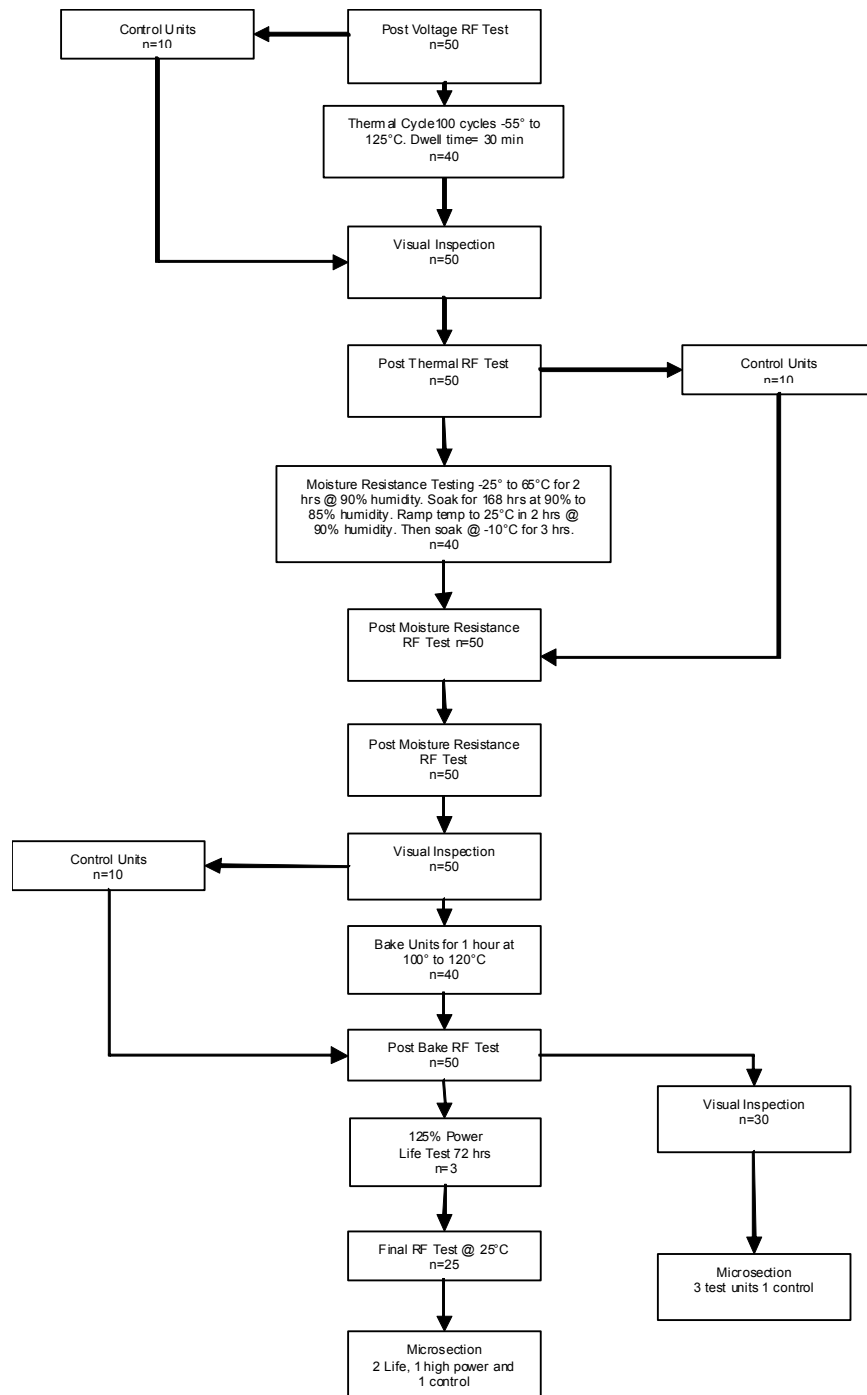 Control Units
n=10
Post Voltage RF Test
n=50
Thermal Cycle100 cycles -55° to
125°C. Dwell time= 30 min
n=40
Visual Inspection
n=50
Post Thermal RF Test
n=50
Control Units
n=10
Moisture Resistance Testing -25° to 65°C for 2
hrs @ 90% humidity. Soak for 168 hrs at 90% to
85% humidity. Ramp temp to 25°C in 2 hrs @
90% humidity. Then soak @ -10°C for 3 hrs.
n=40
Post Moisture Resistance
RF Test n=50
Post Moisture Resistance
RF Test
n=50
Control Units
n=10
Visual Inspection
n=50
Bake Units for 1 hour at
100° to 120°C
n=40
Post Bake RF Test
n=50
Visual Inspection
n=30
125% Power
Life Test 72 hrs
n=3
Final RF Test @ 25°C
n=25
Microsection
3 test units 1 control
Microsection
2 Life, 1 high power and
1 control